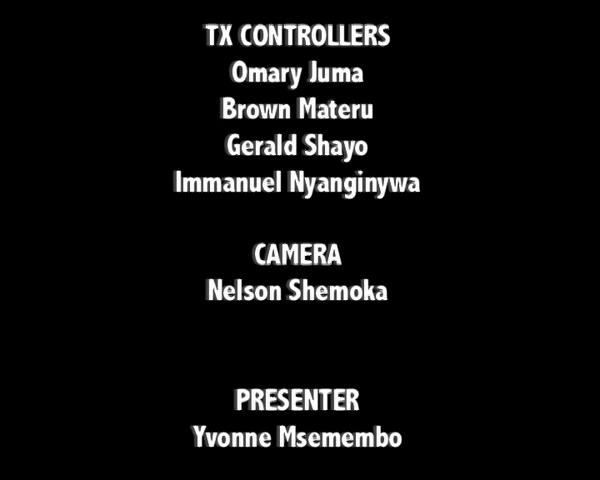 TX CONTROLLERS
Omary Juma
Brown Materu
Gerald Shayo
Immanuel Nyanginywa
CAMERA
Nelson Shemoka
PRESENTER
Yvonne Msemembo